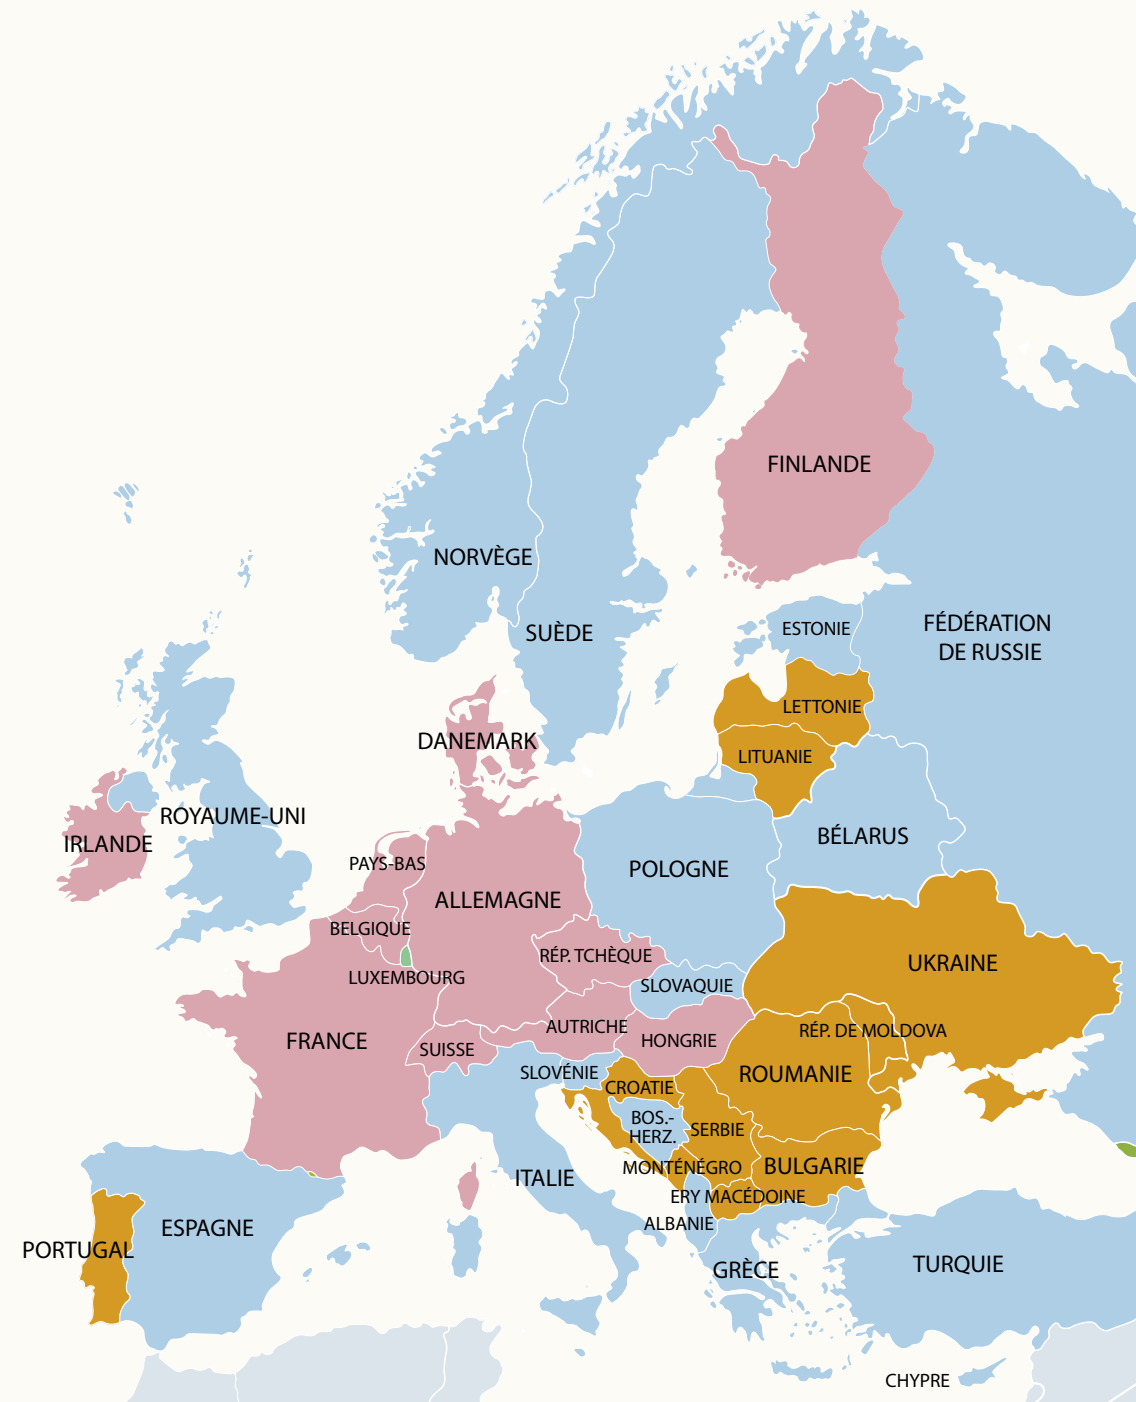 FINLANDE
NORVÈGE
SUÈDE
ESTONIE
FÉDÉRATION
DE RUSSIE
LETTONIE
DANEMARK
LITUANIE
ROYAUME-UNI
IRLANDE
BÉLARUS
PAYS-BAS
POLOGNE
ALLEMAGNE
BELGIQUE
RÉP. TCHÈQUE
UKRAINE
LUXEMBOURG
SLOVAQUIE
AUTRICHE
RÉP. DE MOLDOVA
FRANCE
HONGRIE
SUISSE
SLOVÉNIE
ROUMANIE
CROATIE
BOS.-
HERZ.
SERBIE
MONTÉNÉGRO
BULGARIE
ITALIE
ERY MACÉDOINE
ALBANIE
ESPAGNE
PORTUGAL
GRÈCE
TURQUIE
CHYPRE